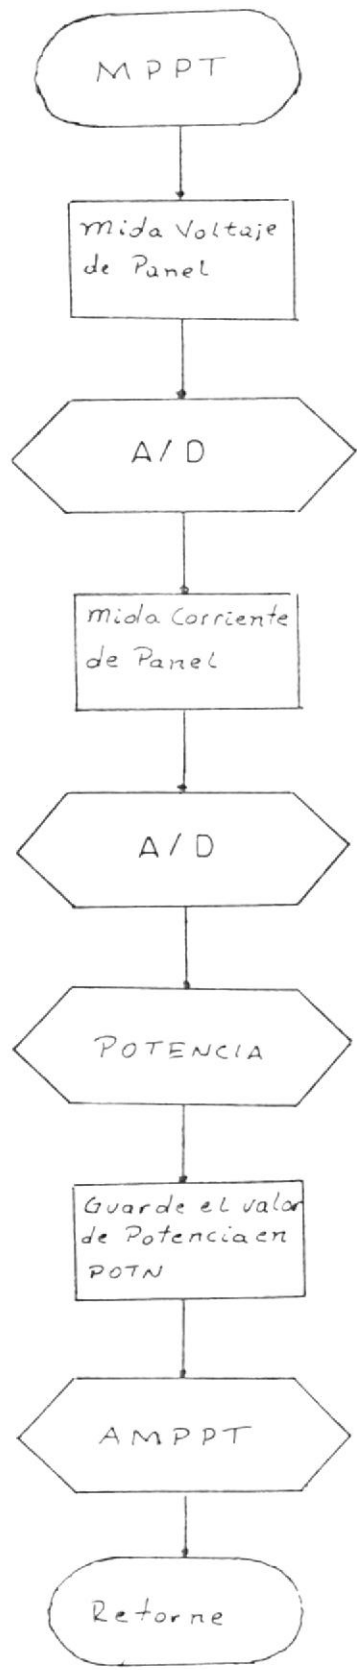 MPPT
Mida Voltaje
de Panel
A/D
Mida Corriente
de Panel
A/D
POTENCIA
Guarde el valor
de Potencia en
POTN
AMPPT
Retorne